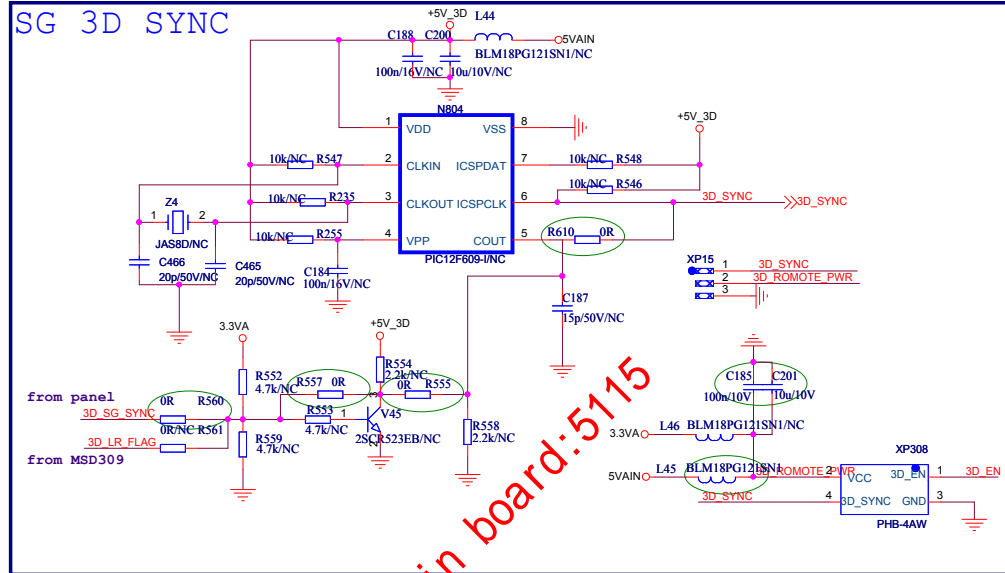 SG 3D SYNC
+5V_3D
L44
C188
C200
5VAIN
BLM18PG121SN1/NC
100n/16V/NC
10u/10V/NC
N804
1
VDD
VSS
8
+5V_3D
10k/NC
R547
2
CLKIN
ICSPDAT
7
10k/NC
R548
10k/NC
R546
10k/NC
R235
3
CLKOUT
ICSPCLK
6
3D_SYNC
3D_SYNC
Z4
1
2
JAS8D/NC
10k/NC
R255
4
VPP
COUT
5
R610
0R
PIC12F609-I/NC
C466
20p/50V/NC
C465
20p/50V/NC
C184
100n/16V/NC
XP15
1
3D_SYNC
2
3D_ROMOTE_PWR
3
C187
15p/50V/NC
3.3VA
+5V_3D
R554
2.2k/NC
R552
4.7k/NC
R557
0R
0R
R555
C185
C201
100n/10V
10u/10V
from panel
0R
R560
3D_SG_SYNC
0R/NC
R561
3D_LR_FLAG
from MSD309
R553
4.7k/NC
1
3
2
V45
2SCR523EB/NC
R559
4.7k/NC
R558
2.2k/NC
3.3VA
L46
BLM18PG121SN1/NC
5VAIN
L45
BLM18PG121SN1
3D_ROMOTE_PWR
3D_SYNC
XP308
2
VCC
3D_EN
1
3D_EN
4
3D_SYNC
GND
3
PHB-4AW
in board:5115